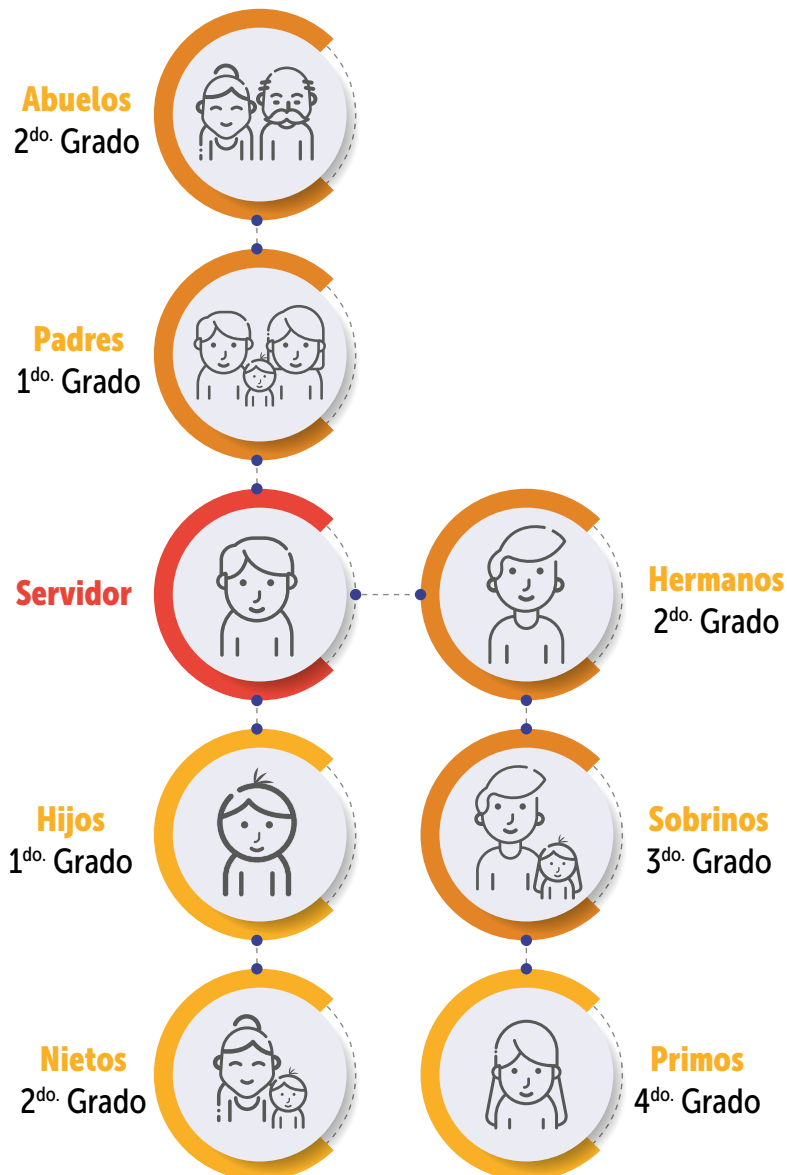 Abuelos
2do. Grado
Padres
1do. Grado
Servidor
Hermanos
2do. Grado
Hijos
1do. Grado
Sobrinos
3do. Grado
Nietos
2do. Grado
Primos
4do. Grado